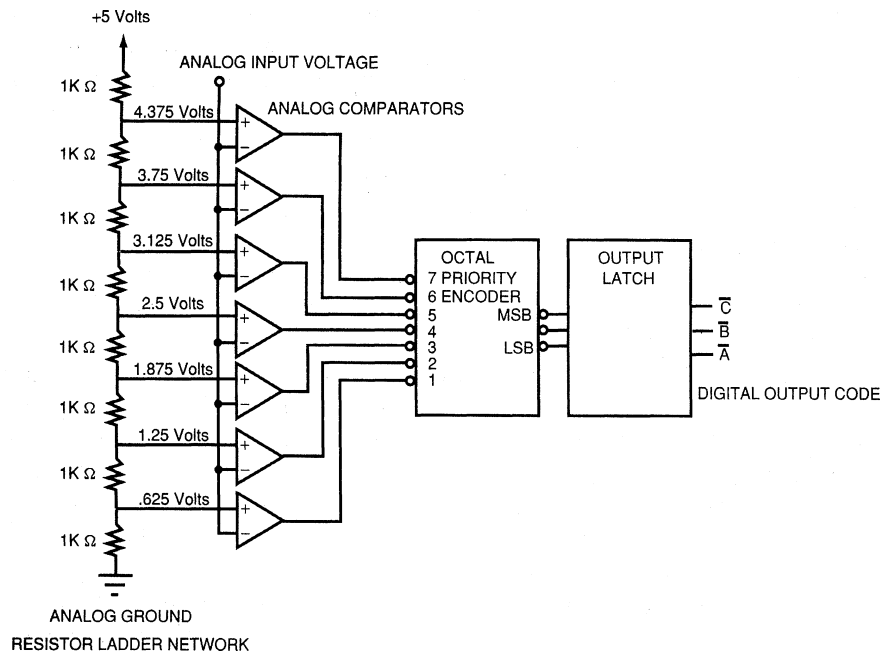 +5 Volts
ANALOG INPUT VOLTAGE
1K Ω
ANALOG COMPARATORS
4.375 Volts
+
−
1K Ω
3.75 Volts
+
−
1K Ω
3.125 Volts
+
−
1K Ω
2.5 Volts
+
−
1K Ω
1.875 Volts
+
−
1K Ω
1.25 Volts
+
−
1K Ω
.625 Volts
+
−
1K Ω
ANALOG GROUND
RESISTOR LADDER NETWORK
OCTAL
7 PRIORITY
6 ENCODER
5 MSB
4
3 LSB
2
1
OUTPUT
LATCH
C̅
B̅
A̅
DIGITAL OUTPUT CODE